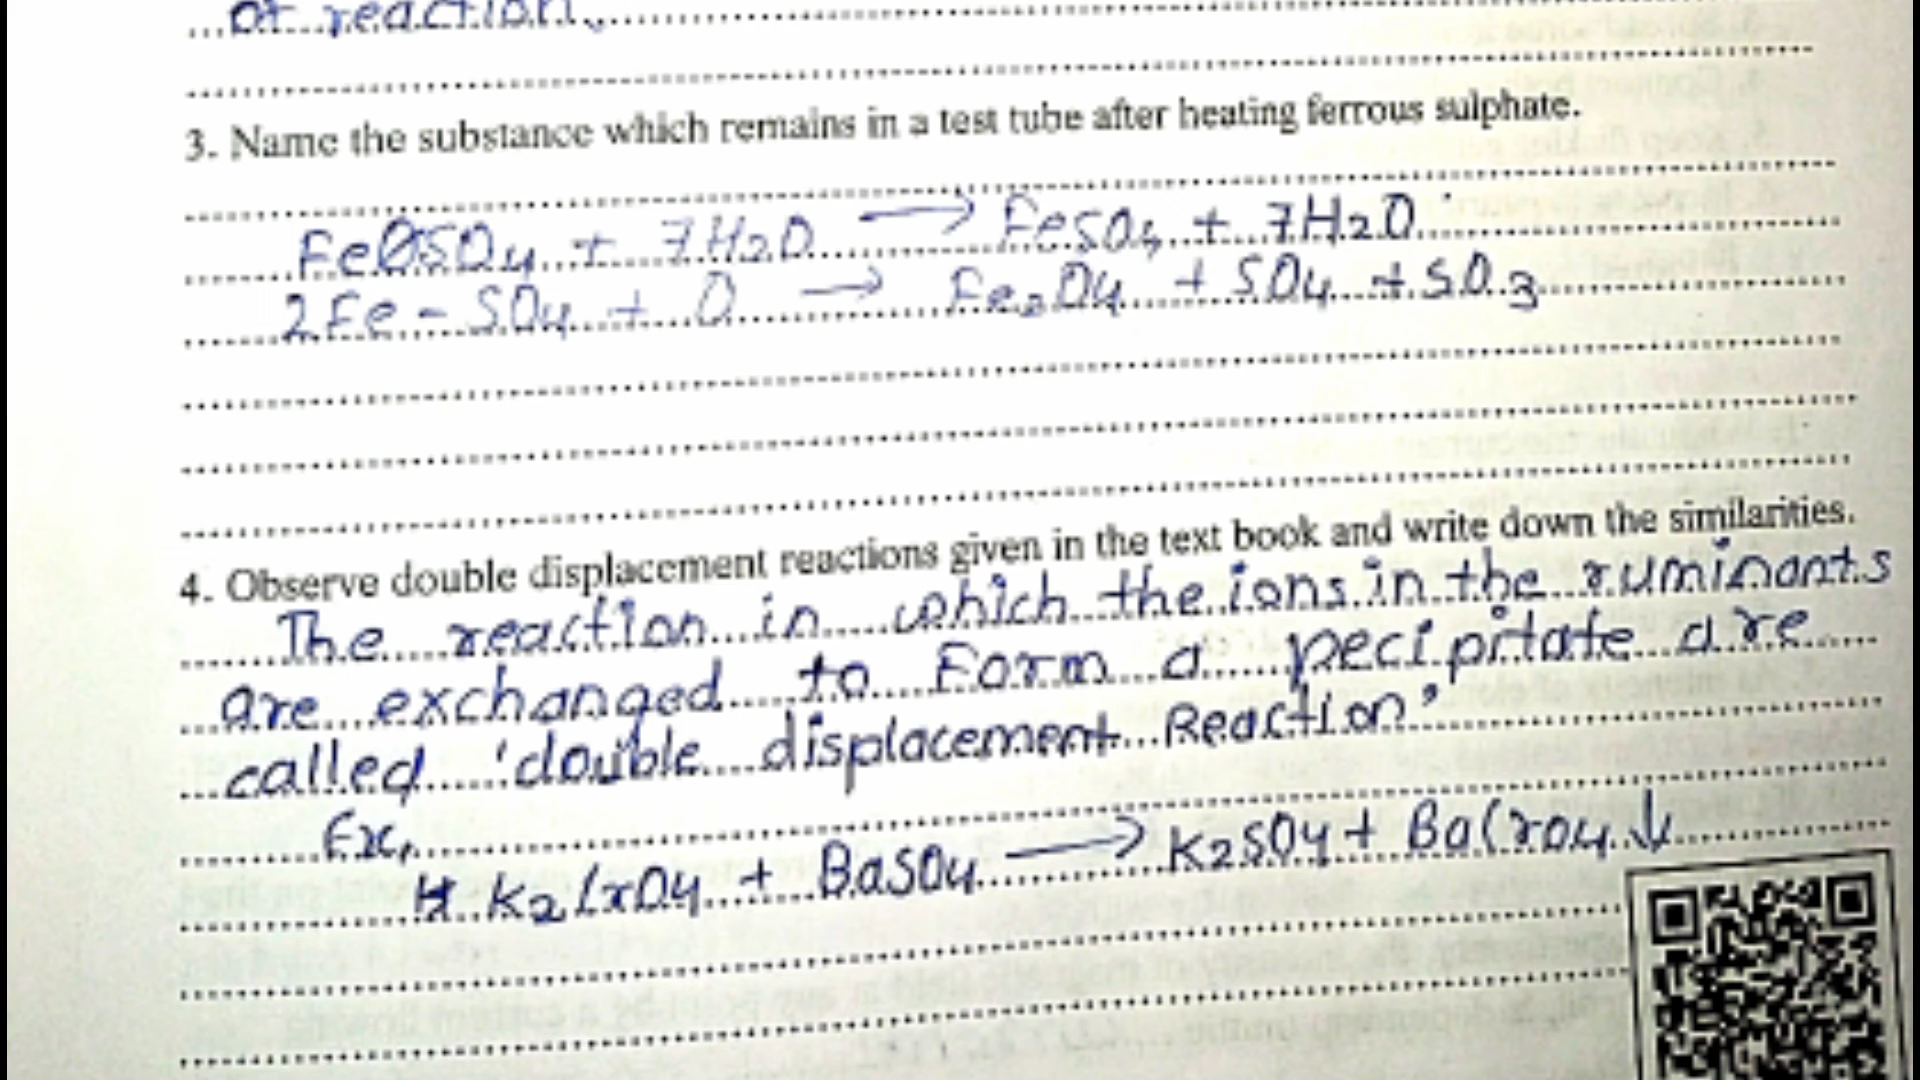 of reaction.
3. Name the substance which remains in a test tube after heating ferrous sulphate.
FeSO4 + 7H2O → FeSO4 + 7H2O
2Fe - SO4 + O → Fe2O4 + SO4 + SO3
4. Observe double displacement reactions given in the text book and write down the similarities.
The reaction in which the ions in the ruminants
are exchanged to Form a pecipitate are
called 'double displacement Reaction'
Ex,
K2CrO4 + BaSO4 → K2SO4 + BaCrO4 ↓